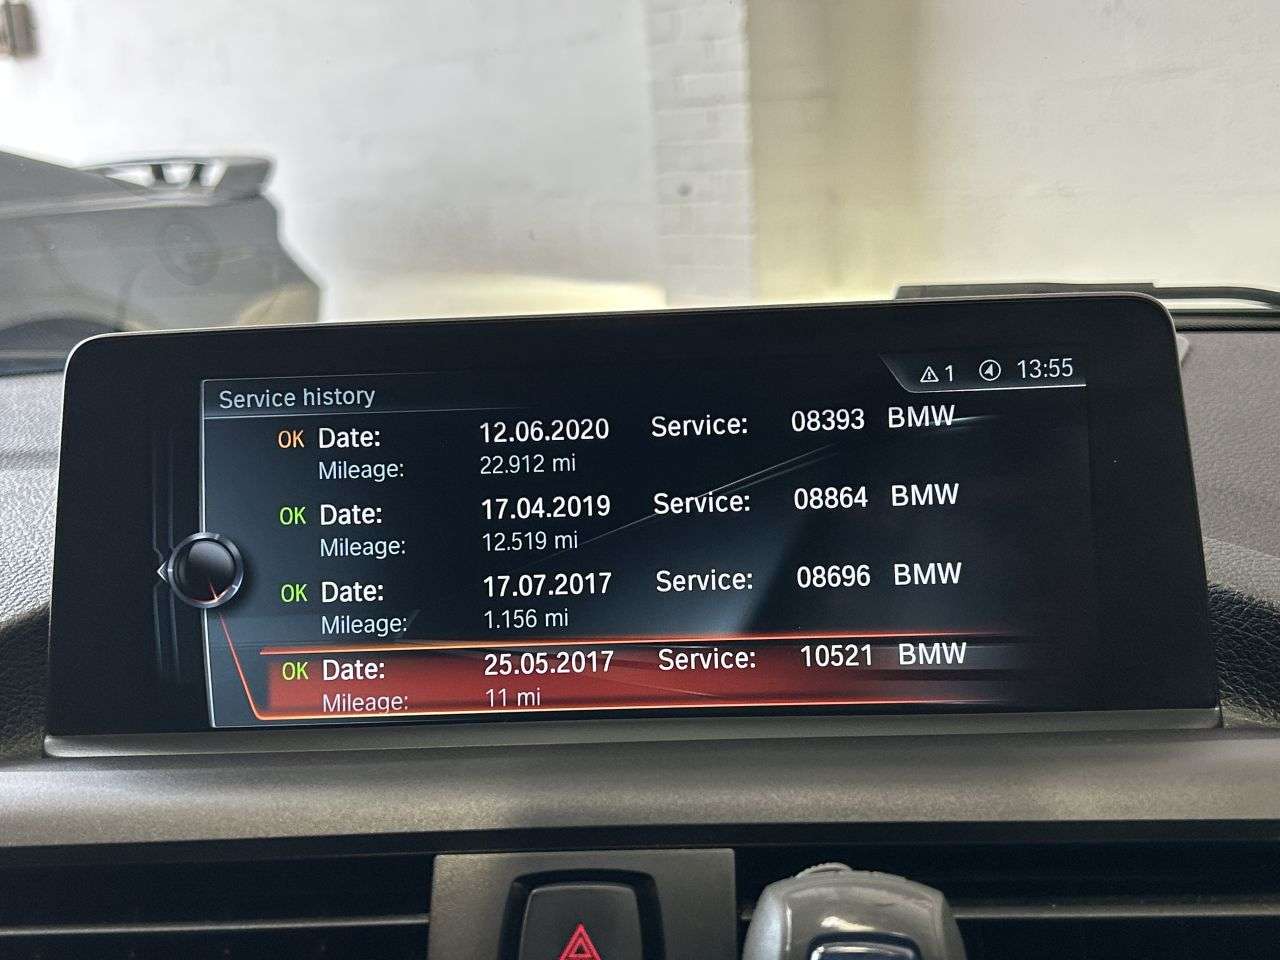 Service history
⚠1 13:55
OK Date: 12.06.2020 Service: 08393 BMW
Mileage: 22.912 mi
OK Date: 17.04.2019 Service: 08864 BMW
Mileage: 12.519 mi
OK Date: 17.07.2017 Service: 08696 BMW
Mileage: 1.156 mi
OK Date: 25.05.2017 Service: 10521 BMW
Mileage: 11 mi